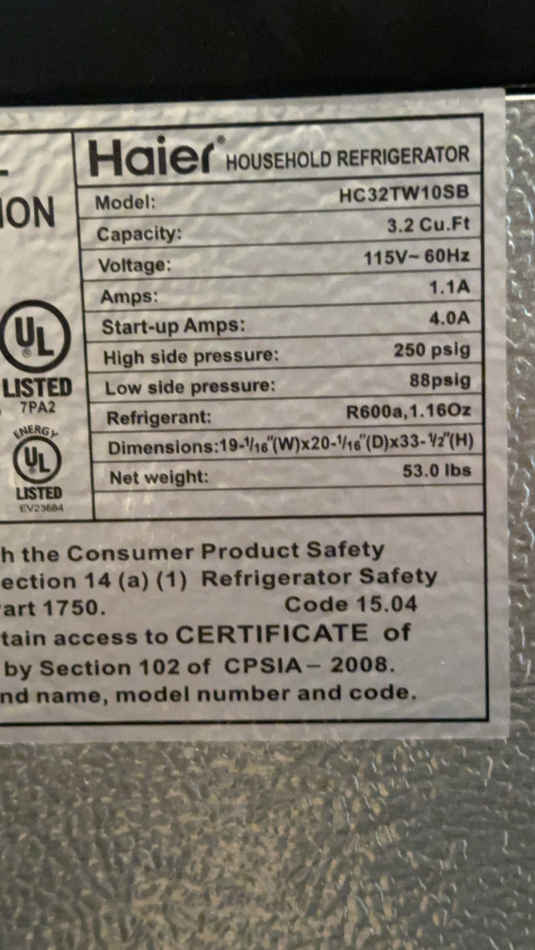 ION
Haier® HOUSEHOLD REFRIGERATOR
Model: HC32TW10SB
Capacity: 3.2 Cu.Ft
Voltage: 115V~ 60Hz
Amps: 1.1A
Start-up Amps: 4.0A
High side pressure: 250 psig
Low side pressure: 88psig
Refrigerant: R600a,1.16Oz
Dimensions:19-1/16"(W)x20-1/16"(D)x33-1/2"(H)
Net weight: 53.0 lbs
UL
®
LISTED
7PA2
ENERGY
UL
®
LISTED
EV23684
h the Consumer Product Safety
ection 14 (a) (1) Refrigerator Safety
art 1750. Code 15.04
tain access to CERTIFICATE of
by Section 102 of CPSIA – 2008.
nd name, model number and code.